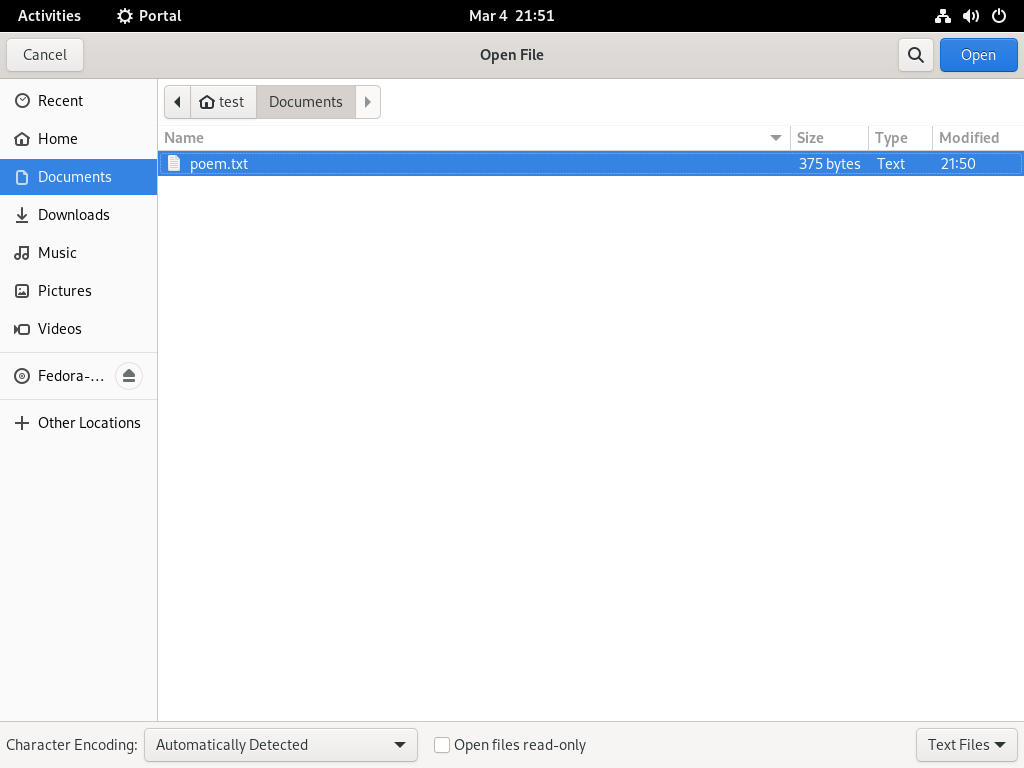 Activities Portal Mar 4 21:51
Cancel Open File Open
Recent
Home
Documents
Downloads
Music
Pictures
Videos
Fedora-...
Other Locations
test Documents
Name Size Type Modified
poem.txt 375 bytes Text 21:50
Character Encoding: Automatically Detected Open files read-only Text Files